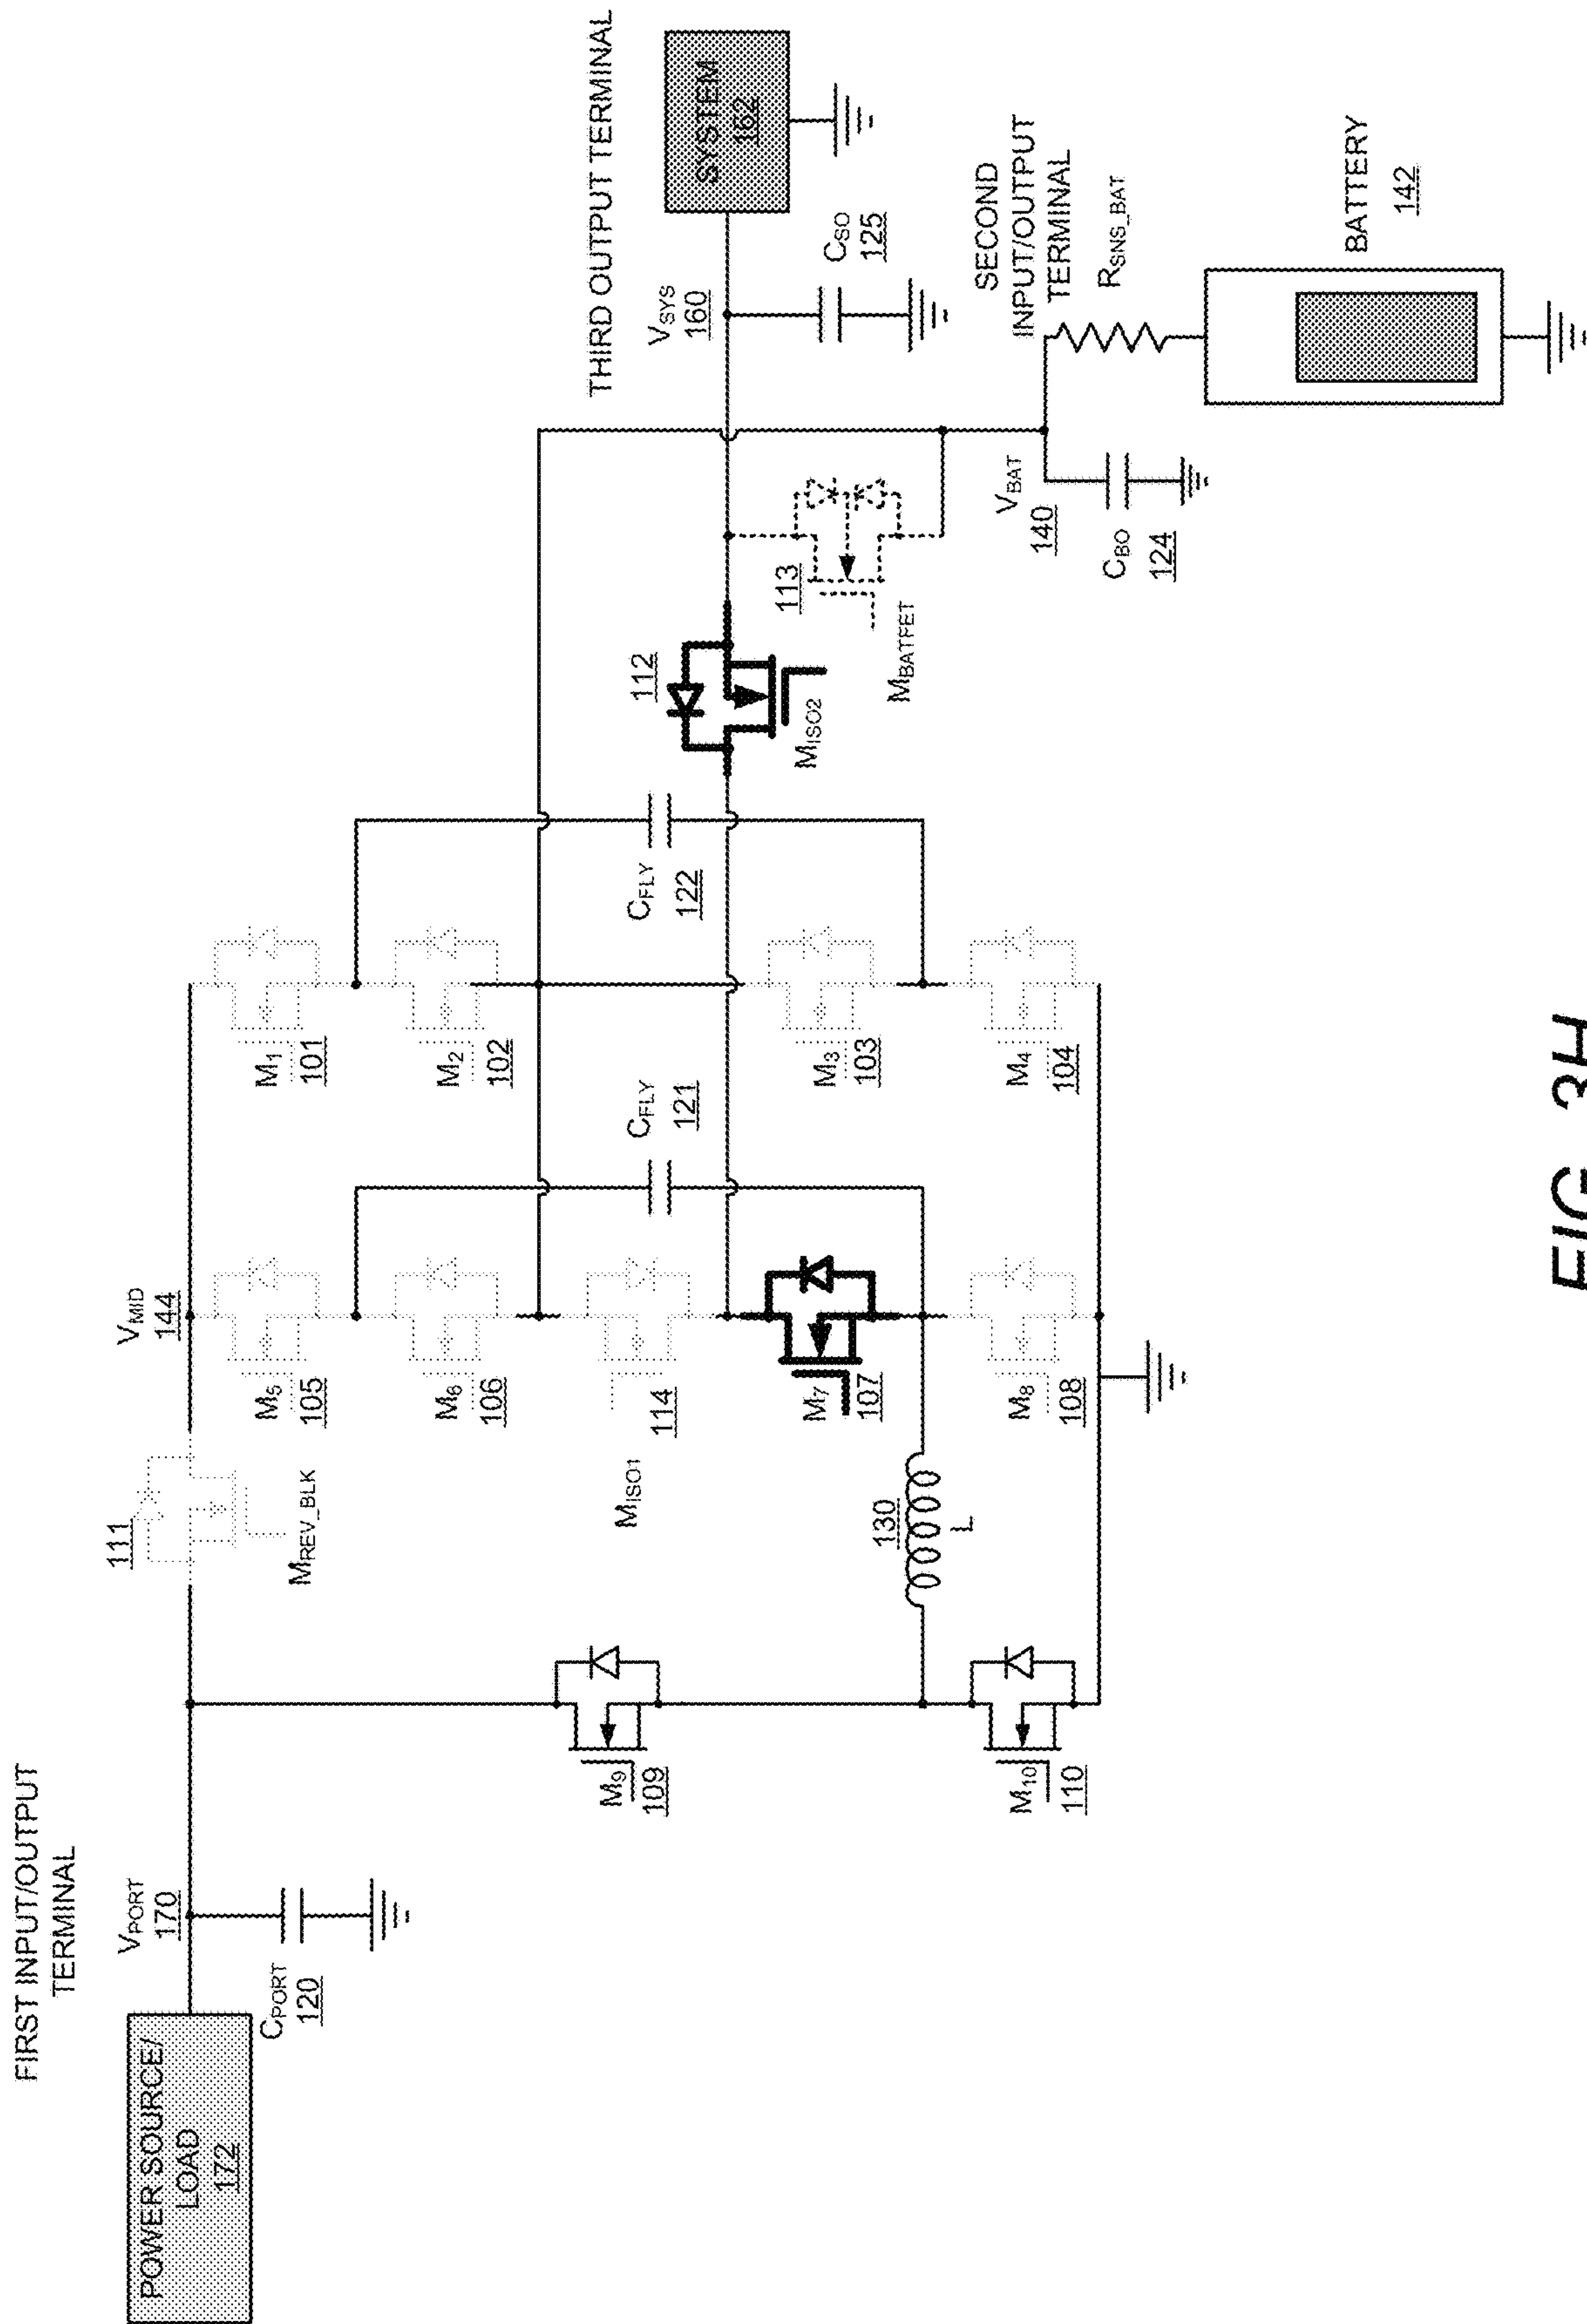 FIRST INPUT/OUTPUT
TERMINAL
POWER SOURCE/
LOAD
172
VPORT
170
CPORT
120
111
MREV_BLK
VMID
144
M9
109
M10
110
130
L
M5
105
M6
106
MISO1
114
M7
107
M8
108
CFLY
121
M1
101
M2
102
M3
103
M4
104
CFLY
122
112
MISO2
113
MBATFET
THIRD OUTPUT TERMINAL
VSYS
160
SYSTEM
162
CSO
125
SECOND
INPUT/OUTPUT
TERMINAL
RSNS_BAT
VBAT
140
CBO
124
BATTERY
142
FIG. 3H